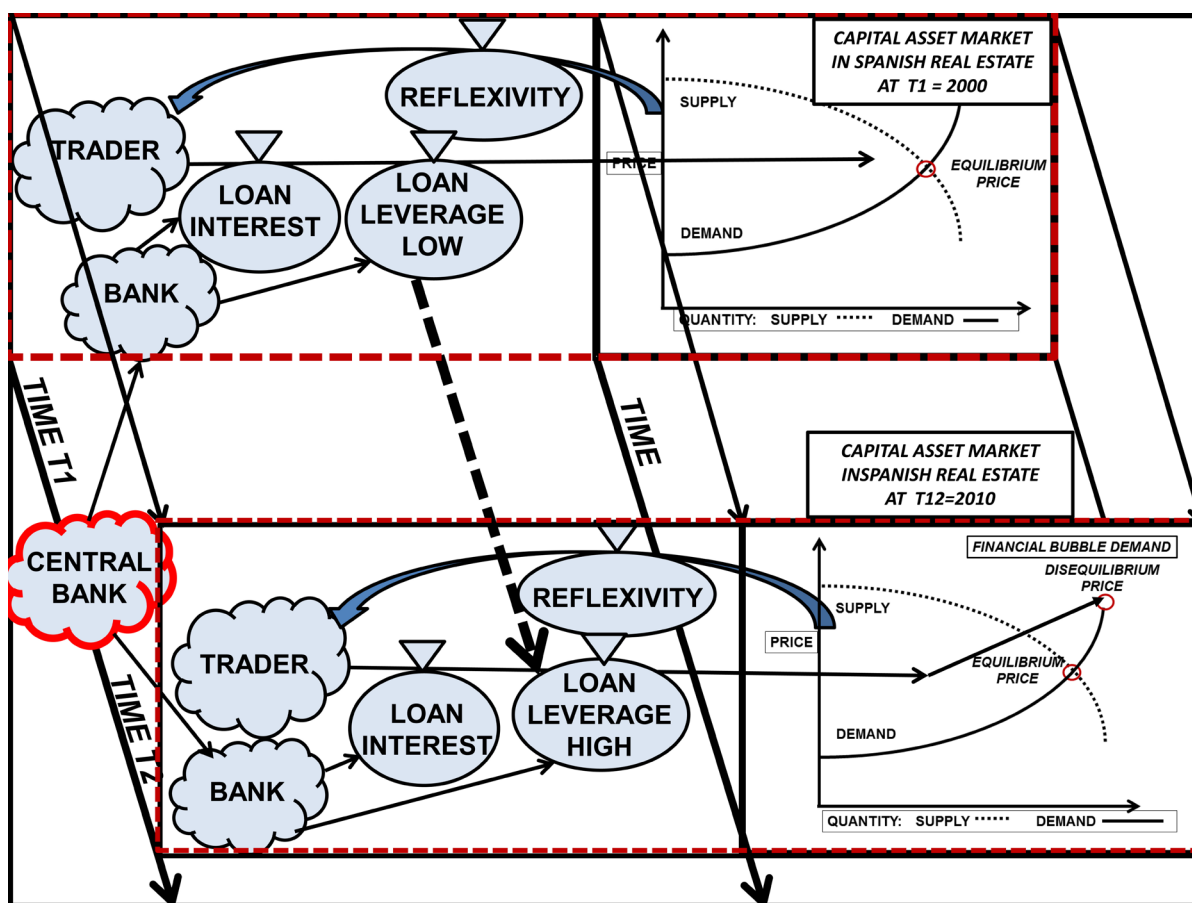 CAPITAL ASSET MARKET
IN SPANISH REAL ESTATE
AT T1 = 2000
REFLEXIVITY
SUPPLY
TRADER
PRICE
EQUILIBRIUM
PRICE
LOAN
INTEREST
LOAN
LEVERAGE
LOW
DEMAND
BANK
QUANTITY: SUPPLY DEMAND
TIME T1
TIME
CAPITAL ASSET MARKET
INSPANISH REAL ESTATE
AT T12=2010
CENTRAL
BANK
FINANCIAL BUBBLE DEMAND
DISEQUILIBRIUM
PRICE
REFLEXIVITY
SUPPLY
PRICE
TRADER
EQUILIBRIUM
PRICE
LOAN
INTEREST
LOAN
LEVERAGE
HIGH
DEMAND
TIME T2
BANK
QUANTITY: SUPPLY DEMAND